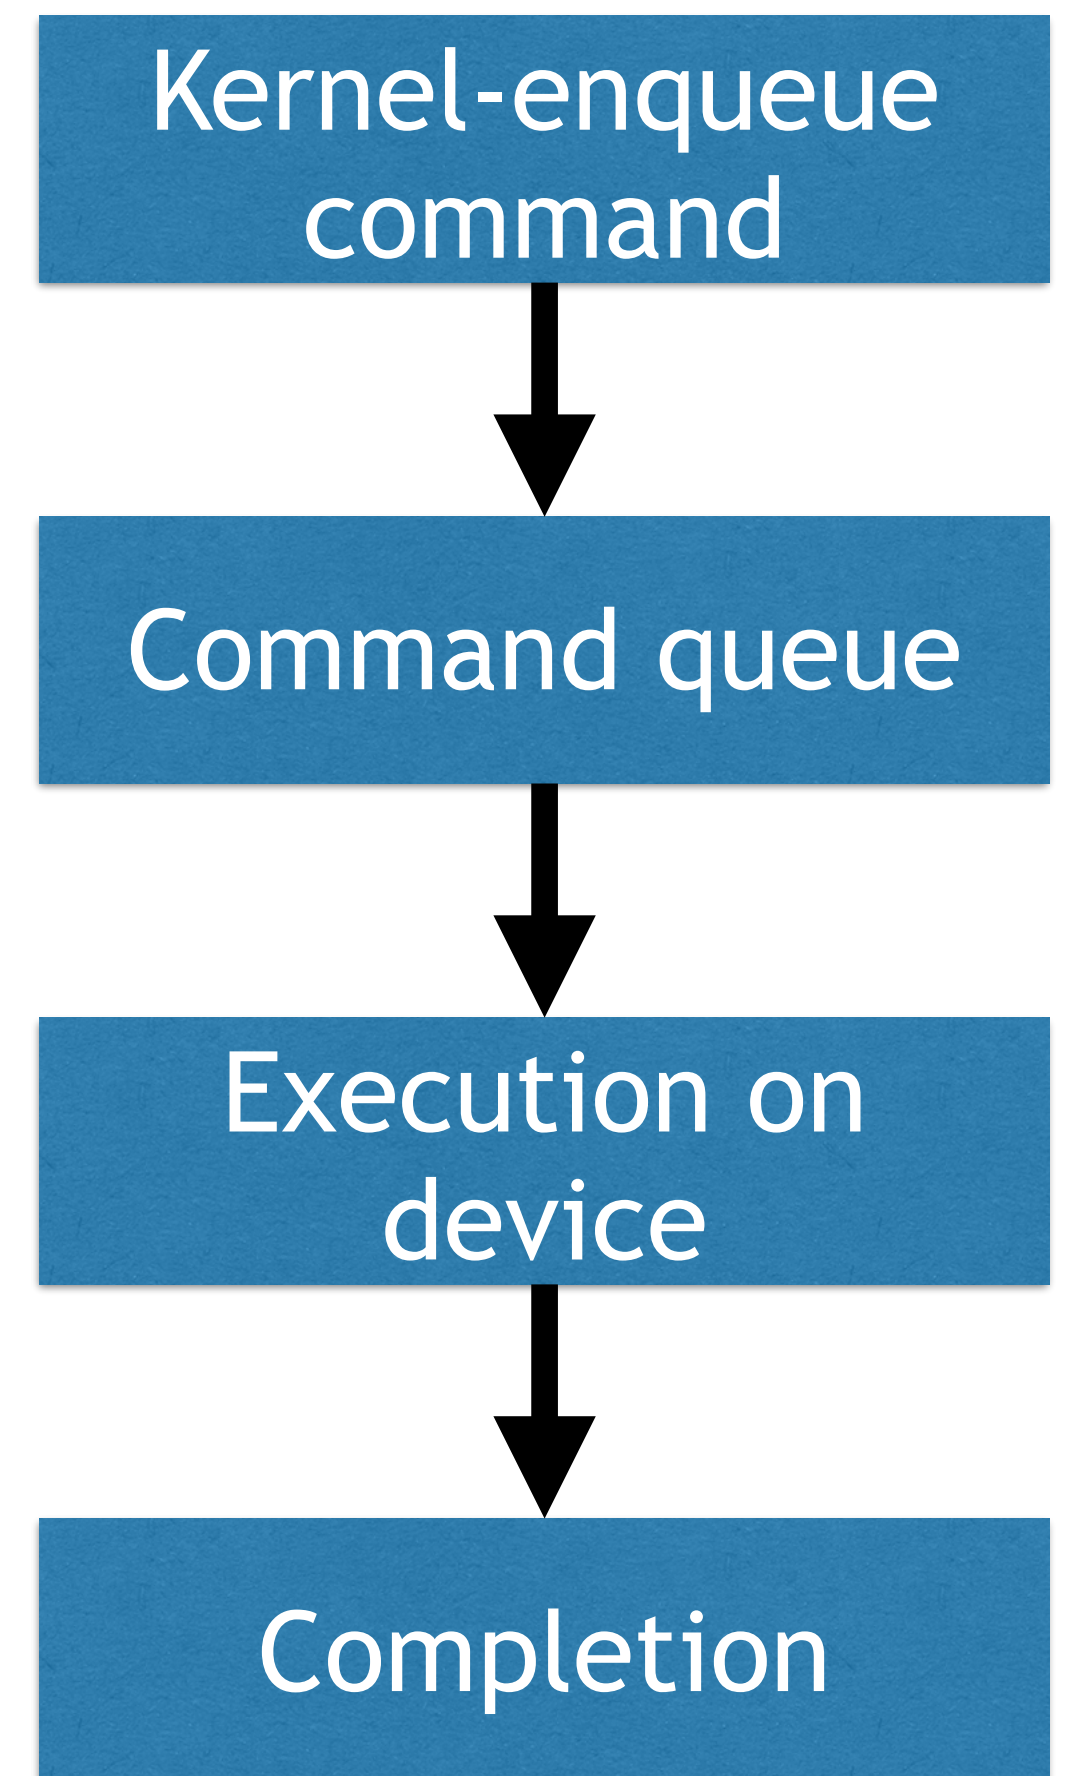 Kernel-enqueue
command
Command queue
Execution on
device
Completion